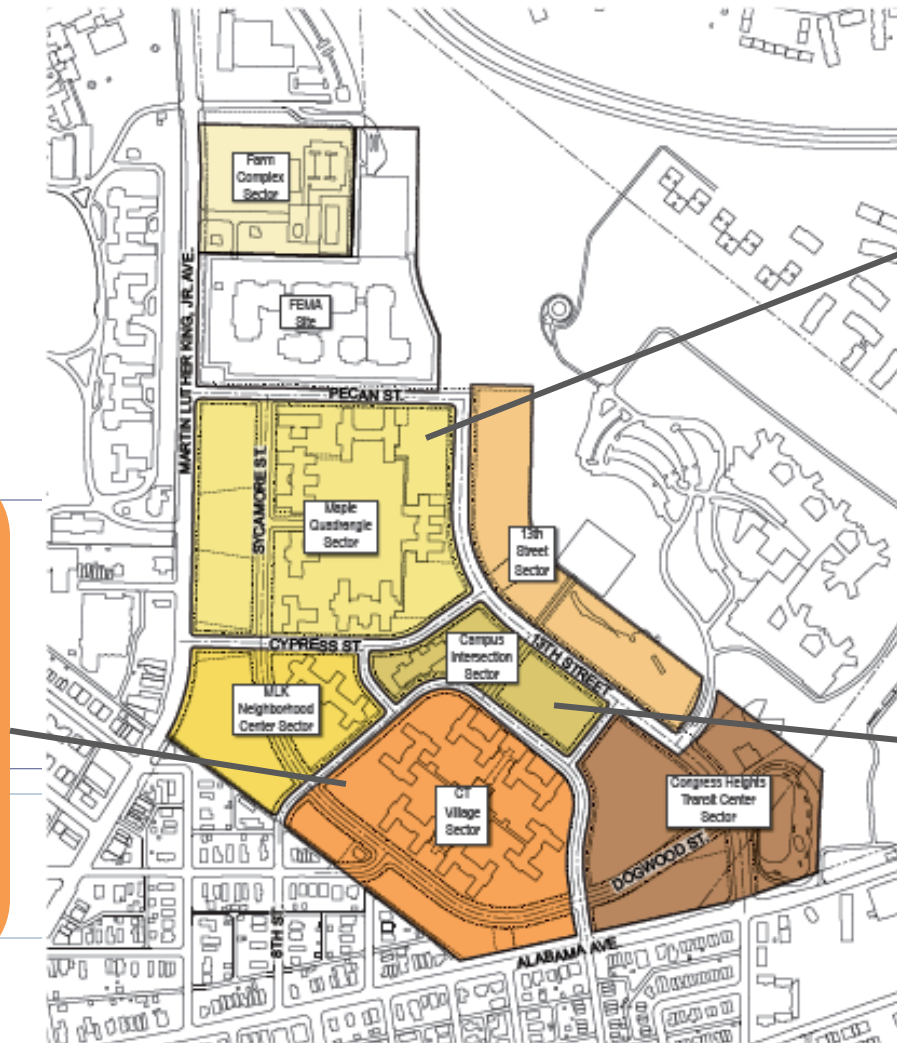 Farm
Complex
Sector
MARTIN LUTHER KING, JR. AVE.
FEMA
Site
PECAN ST.
SYCAMORE ST.
Maple
Quadrangle
Sector
13th
Street
Sector
CYPRESS ST.
Campus
Intersection
Sector
13TH STREET
MLK
Neighborhood
Center Sector
CT
Village
Sector
Congress Heights
Transit Center
Sector
DOGWOOD ST.
8TH ST.
ALABAMA AVE.